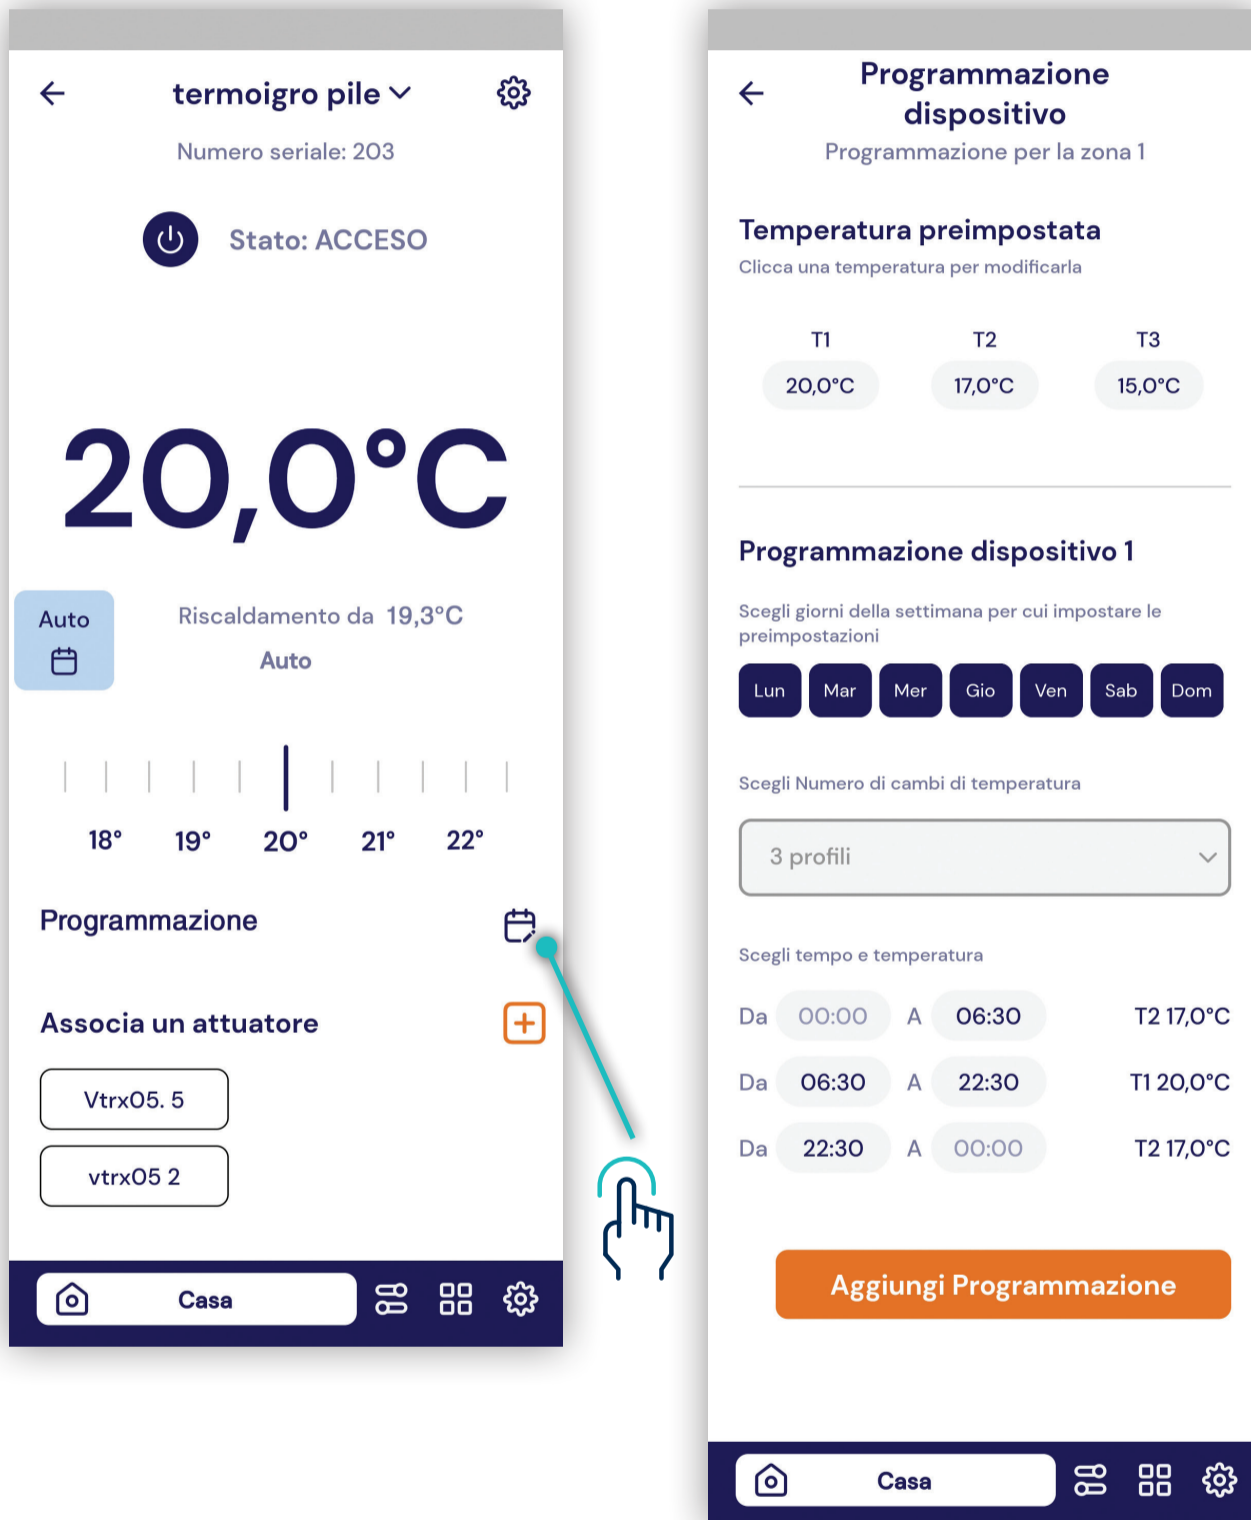 termoigro pile
Numero seriale: 203
Stato: ACCESO
20,0°C
Auto
Riscaldamento da 19,3°C
Auto
18° 19° 20° 21° 22°
Programmazione
Associa un attuatore
Vtrx05. 5
vtrx05 2
Casa
Programmazione
dispositivo
Programmazione per la zona 1
Temperatura preimpostata
Clicca una temperatura per modificarla
T1 T2 T3
20,0°C 17,0°C 15,0°C
Programmazione dispositivo 1
Scegli giorni della settimana per cui impostare le
preimpostazioni
Lun Mar Mer Gio Ven Sab Dom
Scegli Numero di cambi di temperatura
3 profili
Scegli tempo e temperatura
Da 00:00 A 06:30 T2 17,0°C
Da 06:30 A 22:30 T1 20,0°C
Da 22:30 A 00:00 T2 17,0°C
Aggiungi Programmazione
Casa